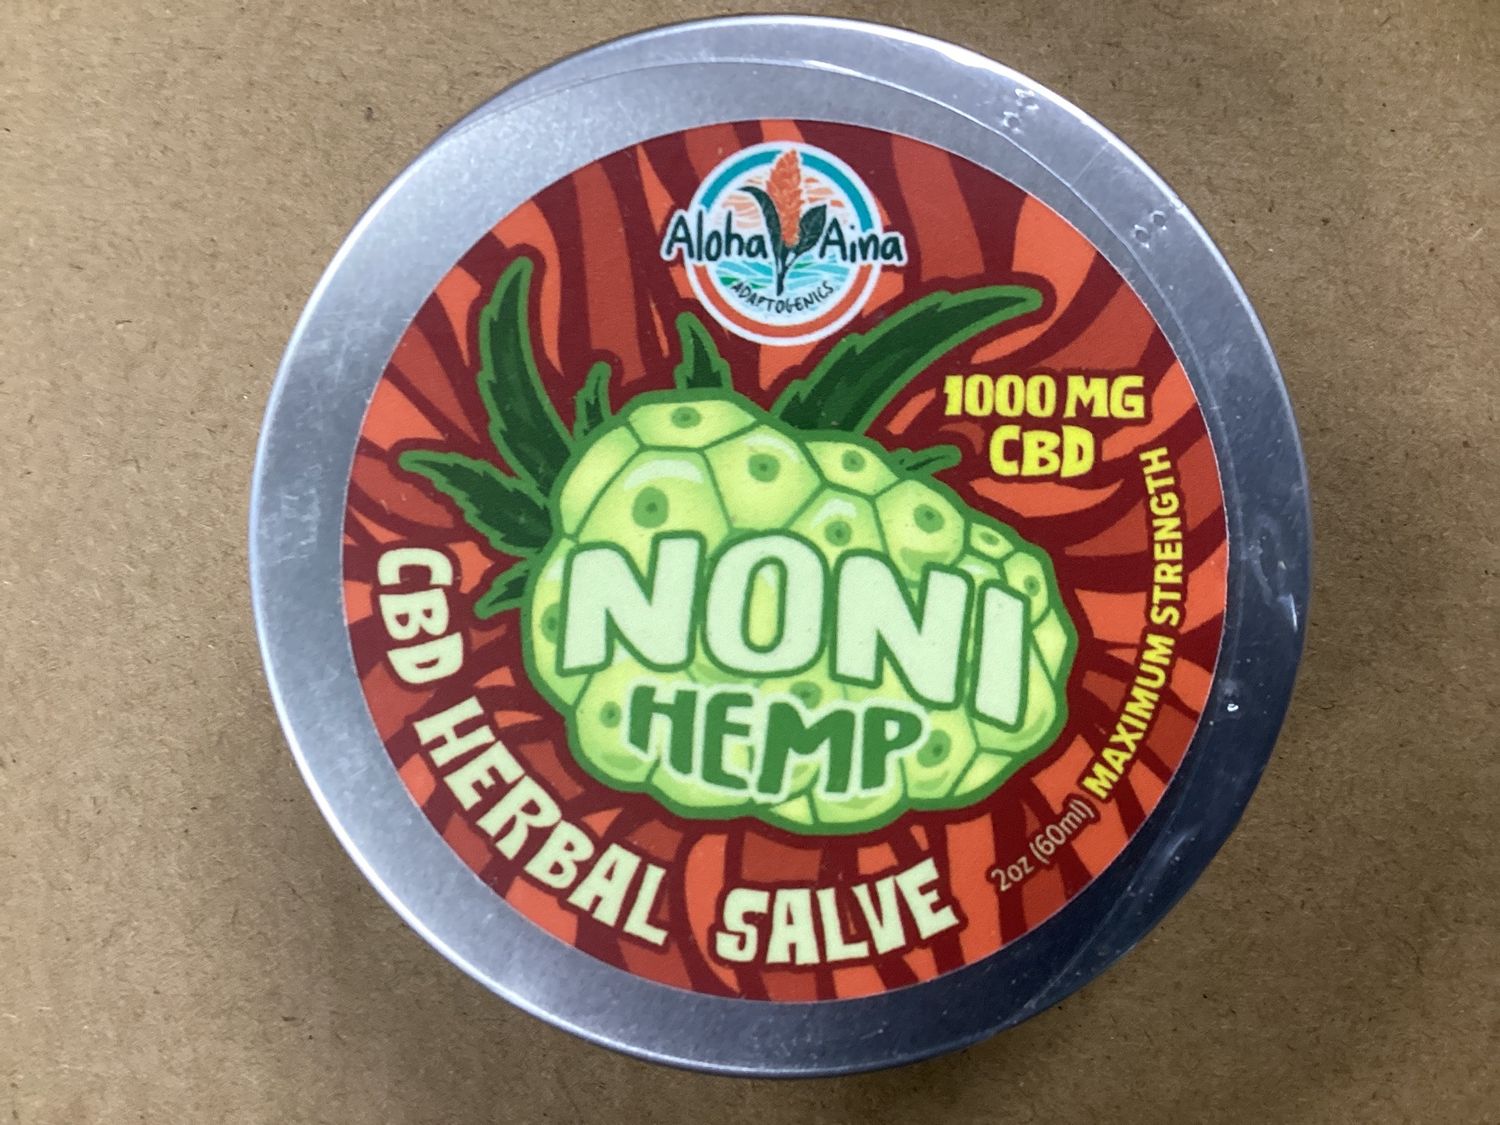 Aloha Aina
ADAPTOGENICS
1000 MG
CBD
MAXIMUM STRENGTH
NONI
HEMP
CBD HERBAL SALVE
2oz (60ml)